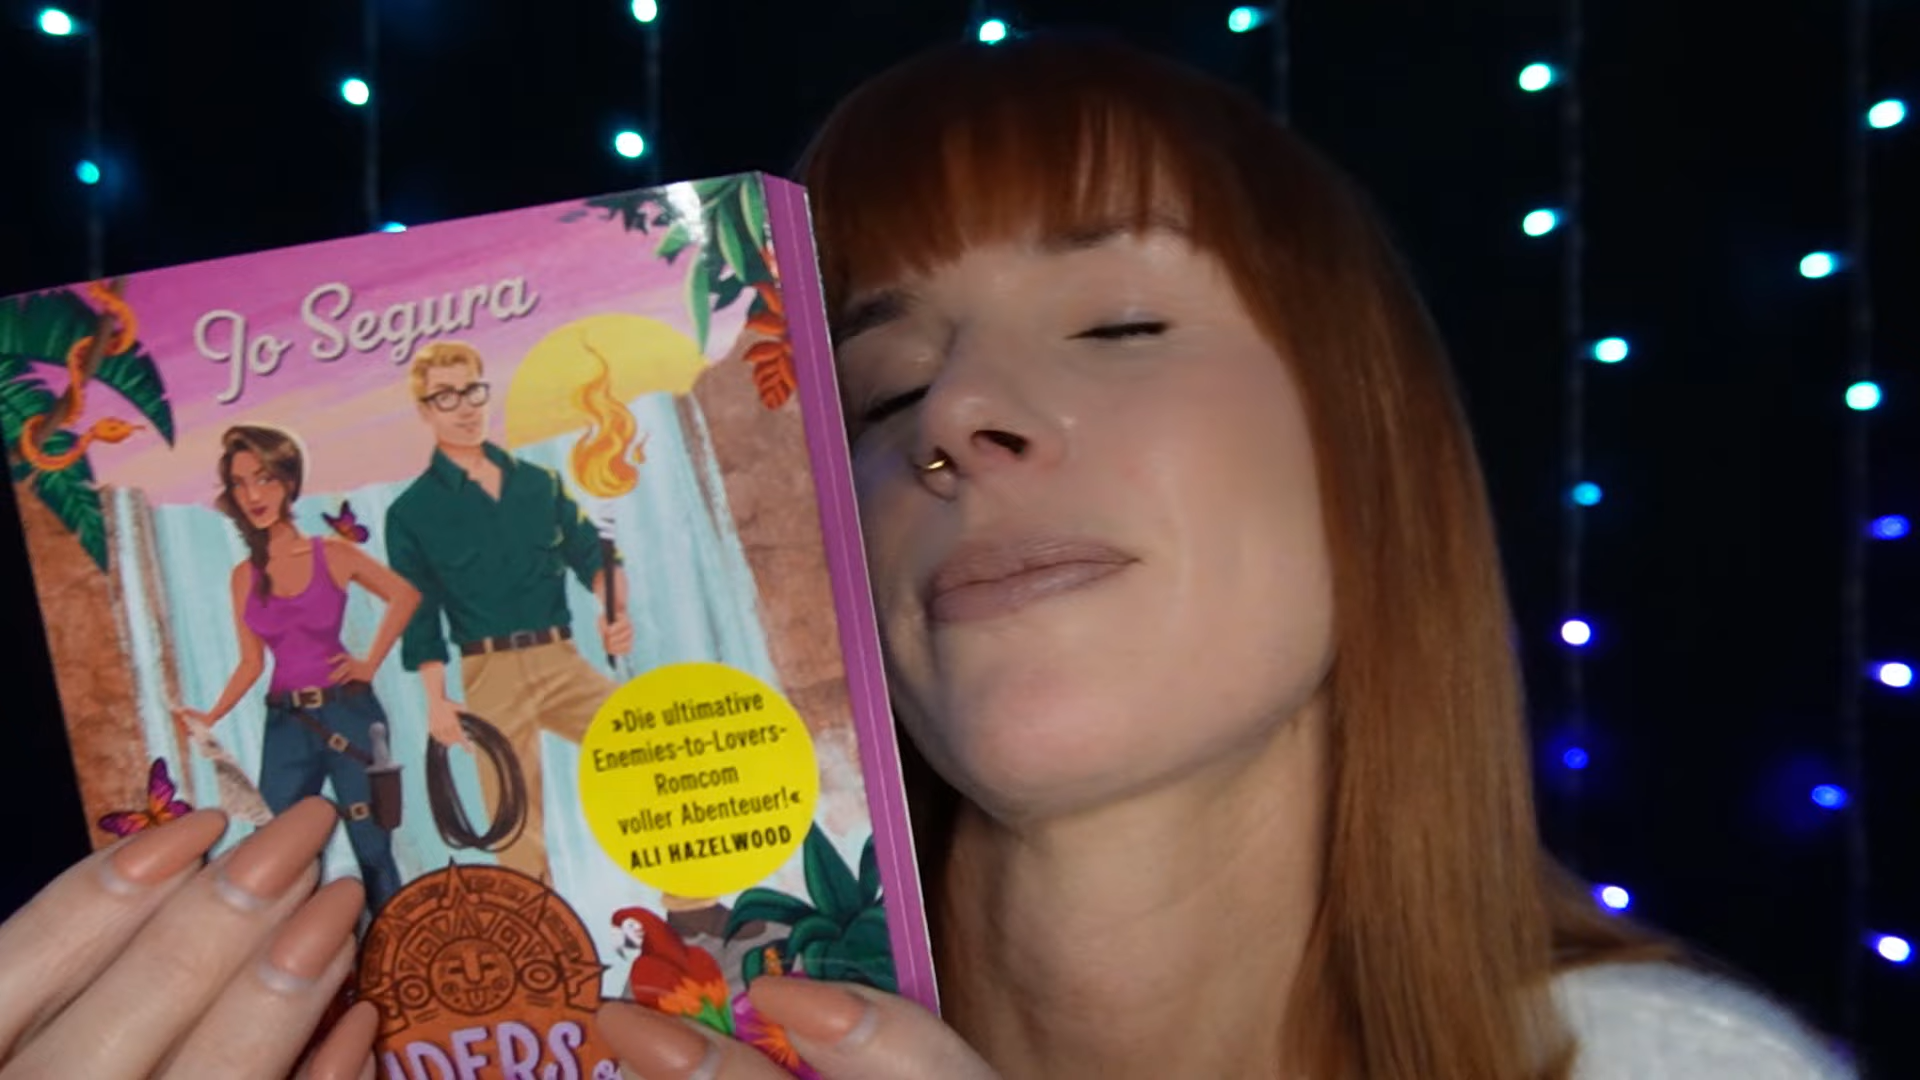 Jo Segura
»Die ultimative
Enemies-to-Lovers-
Romcom
voller Abenteuer!«
ALI HAZELWOOD